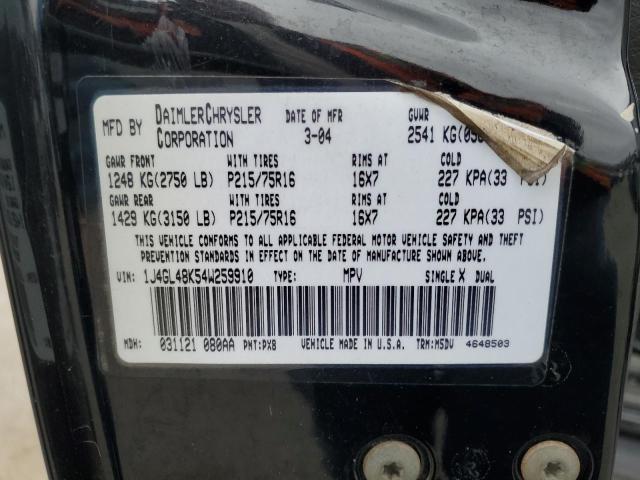 MFD BY DAIMLERCHRYSLER CORPORATION DATE OF MFR 3-04 GVWR 2541 KG(
GAWR FRONT WITH TIRES RIMS AT COLD
1248 KG(2750 LB) P215/75R16 16X7 227 KPA(33 PSI)
GAWR REAR WITH TIRES RIMS AT COLD
1429 KG(3150 LB) P215/75R16 16X7 227 KPA(33 PSI)
THIS VEHICLE CONFORMS TO ALL APPLICABLE FEDERAL MOTOR VEHICLE SAFETY AND THEFT
PREVENTION STANDARDS IN EFFECT ON THE DATE OF MANUFACTURE SHOWN ABOVE.
VIN: 1J4GL48K54W259910 TYPE: MPV SINGLE X DUAL
MDH: 031121 080AA PNT:PX8 VEHICLE MADE IN U.S.A. TRM:M5DV 4648503